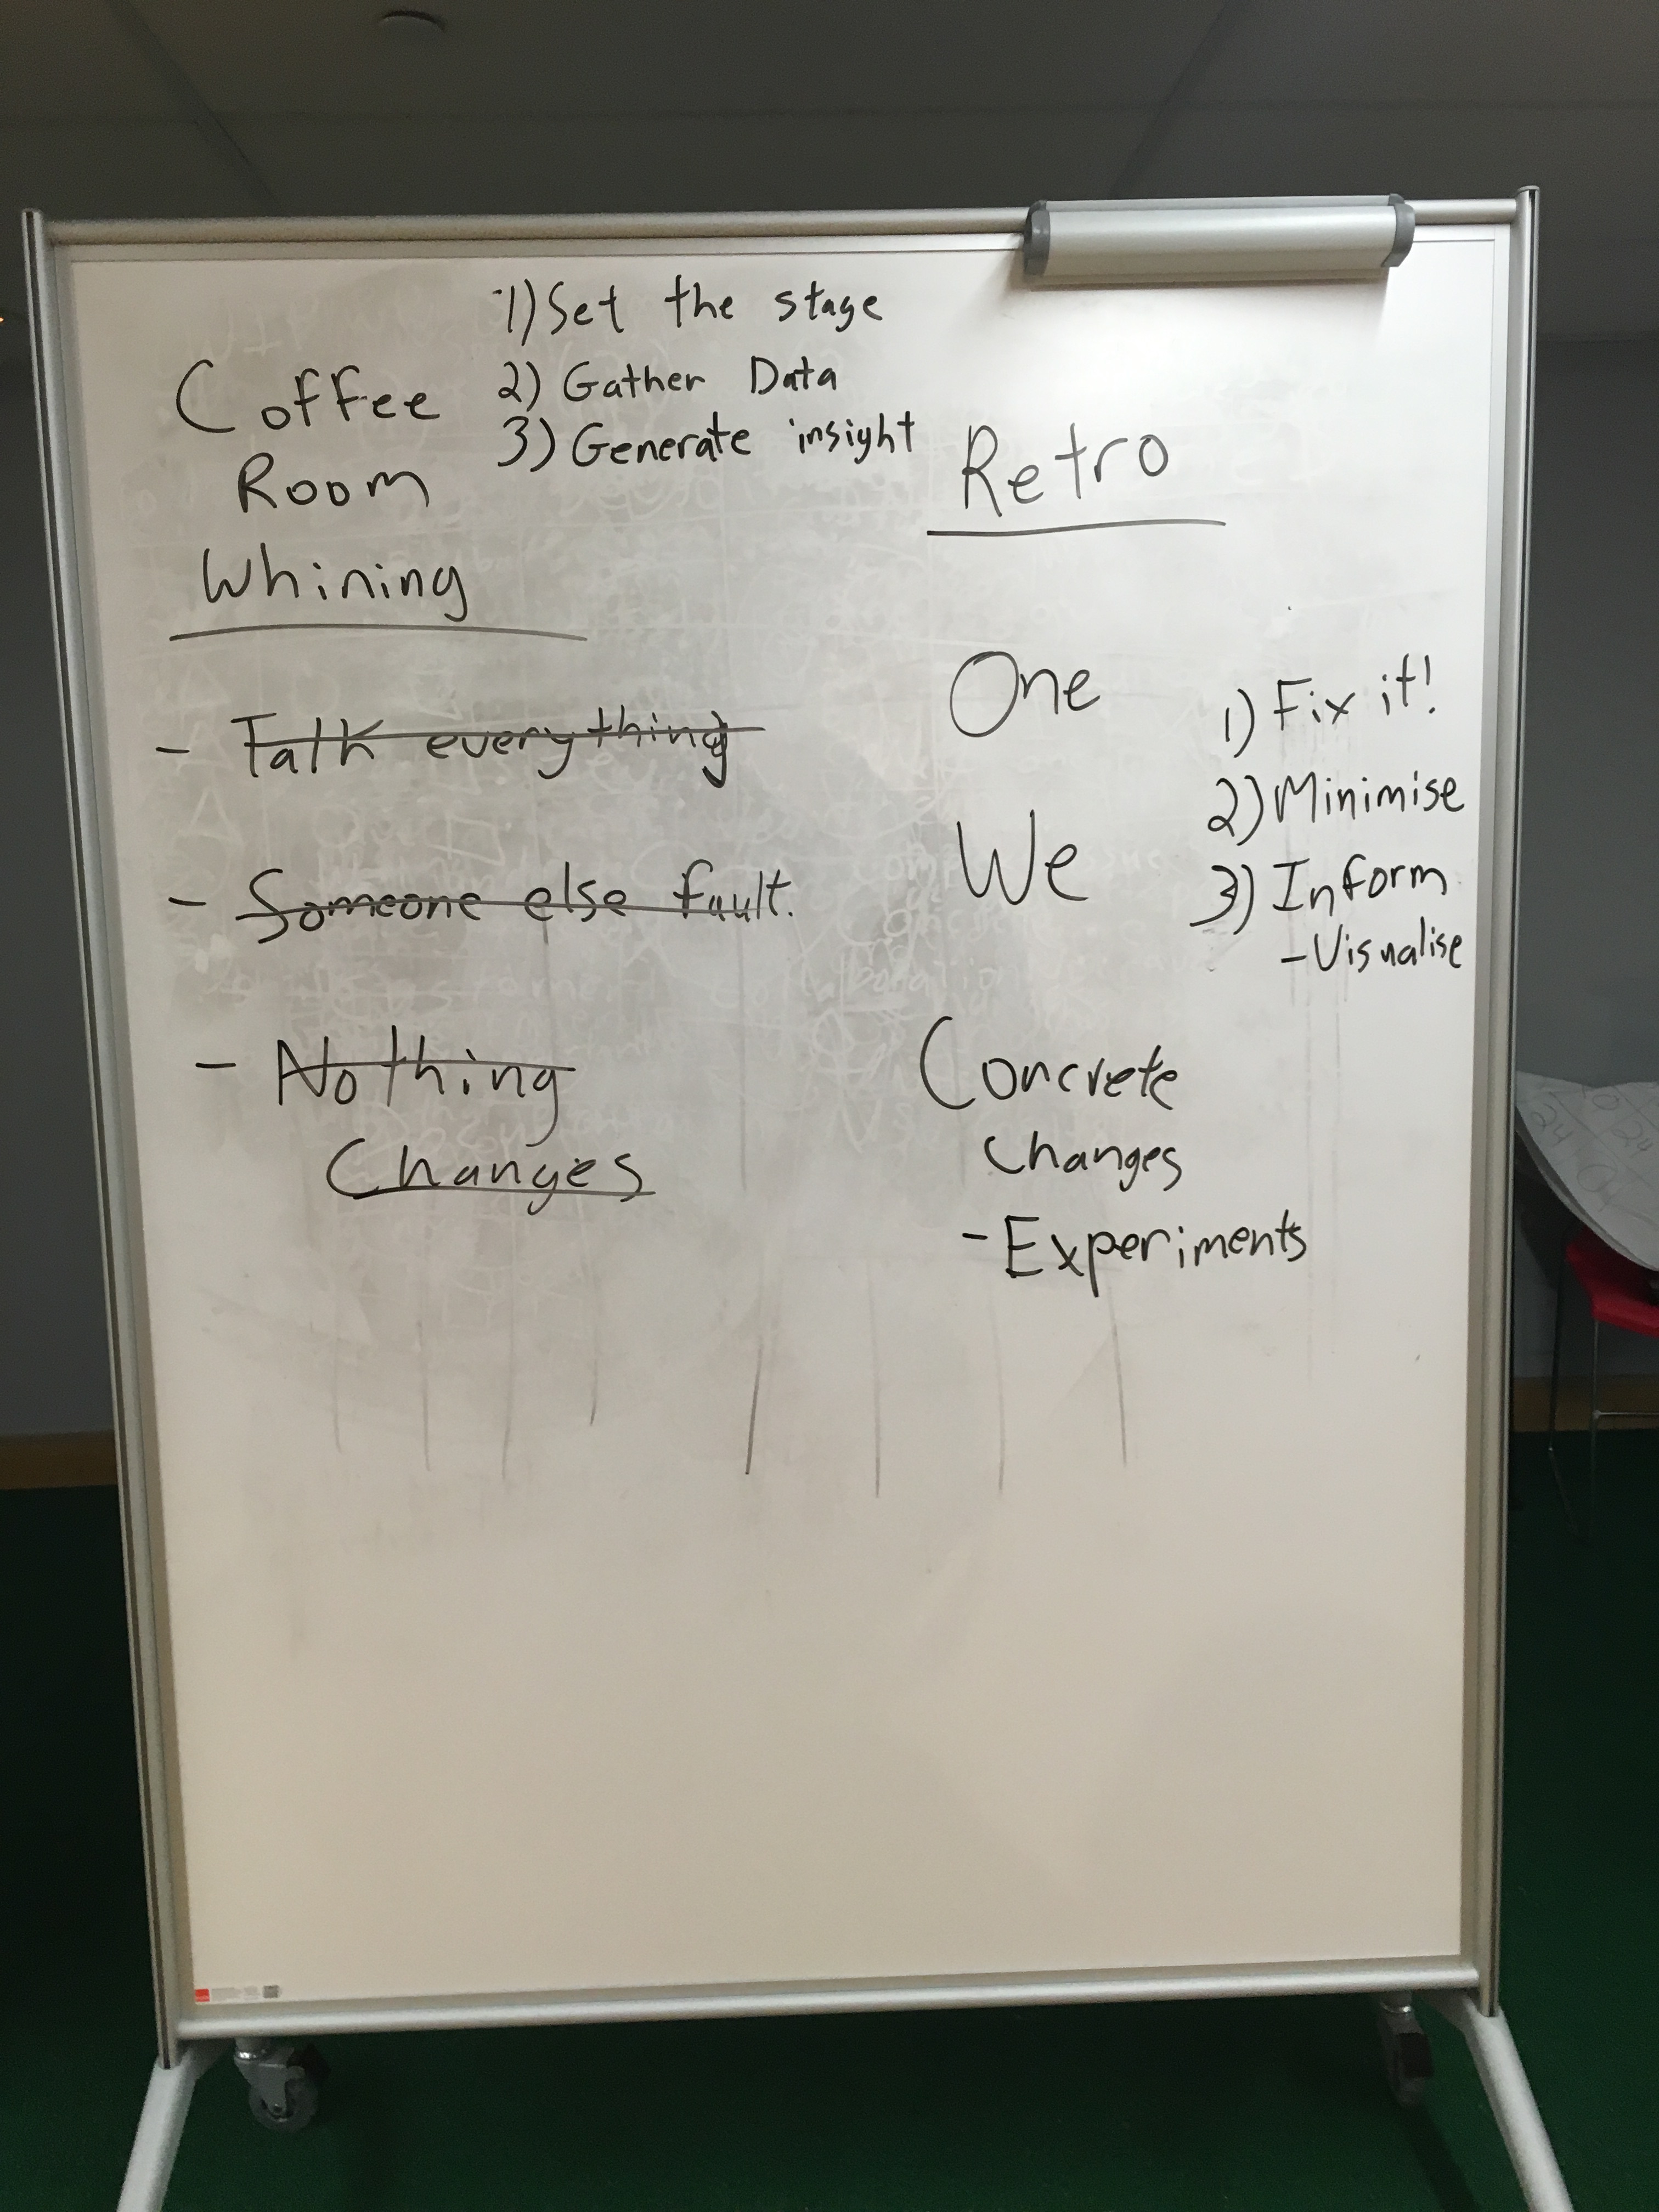 1) Set the stage
2) Gather Data
3) Generate insight
Coffee
Room
Whining
- Talk everything
- Someone else fault.
- Nothing
Changes
Retro
One
We
1) Fix it!
2) Minimise
3) Inform
- Visualise
Concrete
Changes
- Experiments